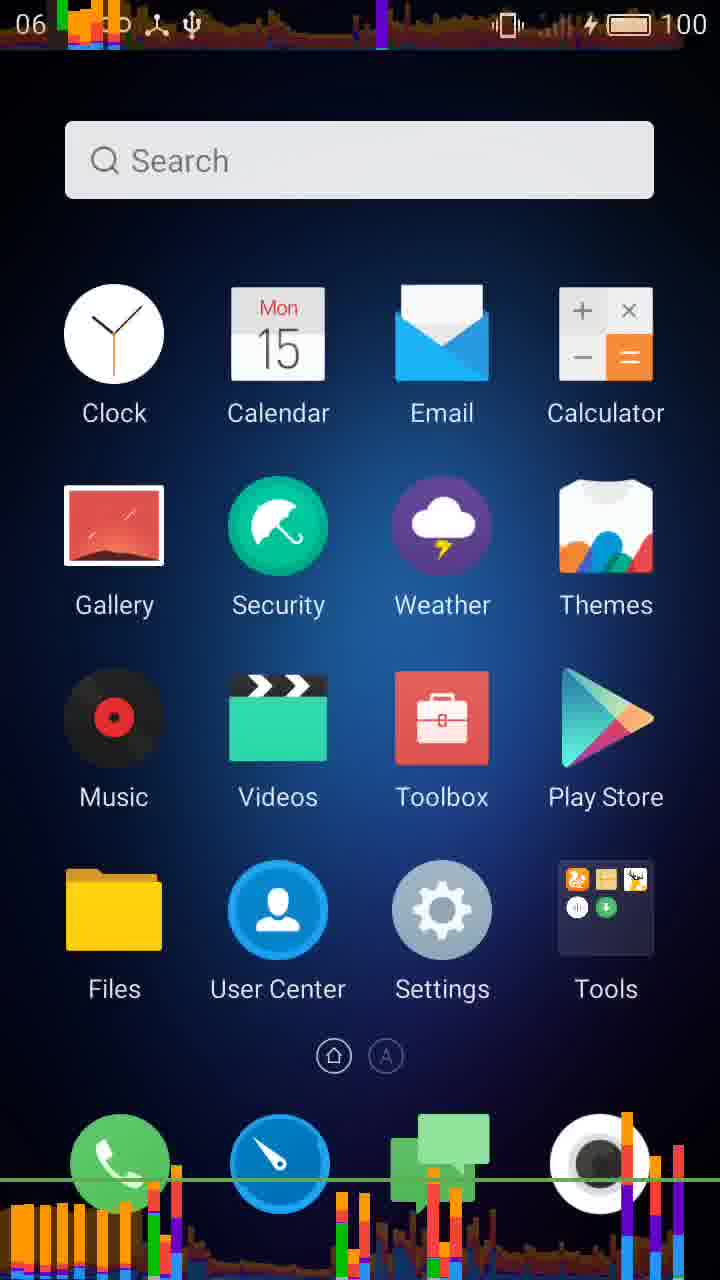 06
100
Search
Mon
15
Clock
Calendar
Email
Calculator
Gallery
Security
Weather
Themes
Music
Videos
Toolbox
Play Store
Files
User Center
Settings
Tools
A